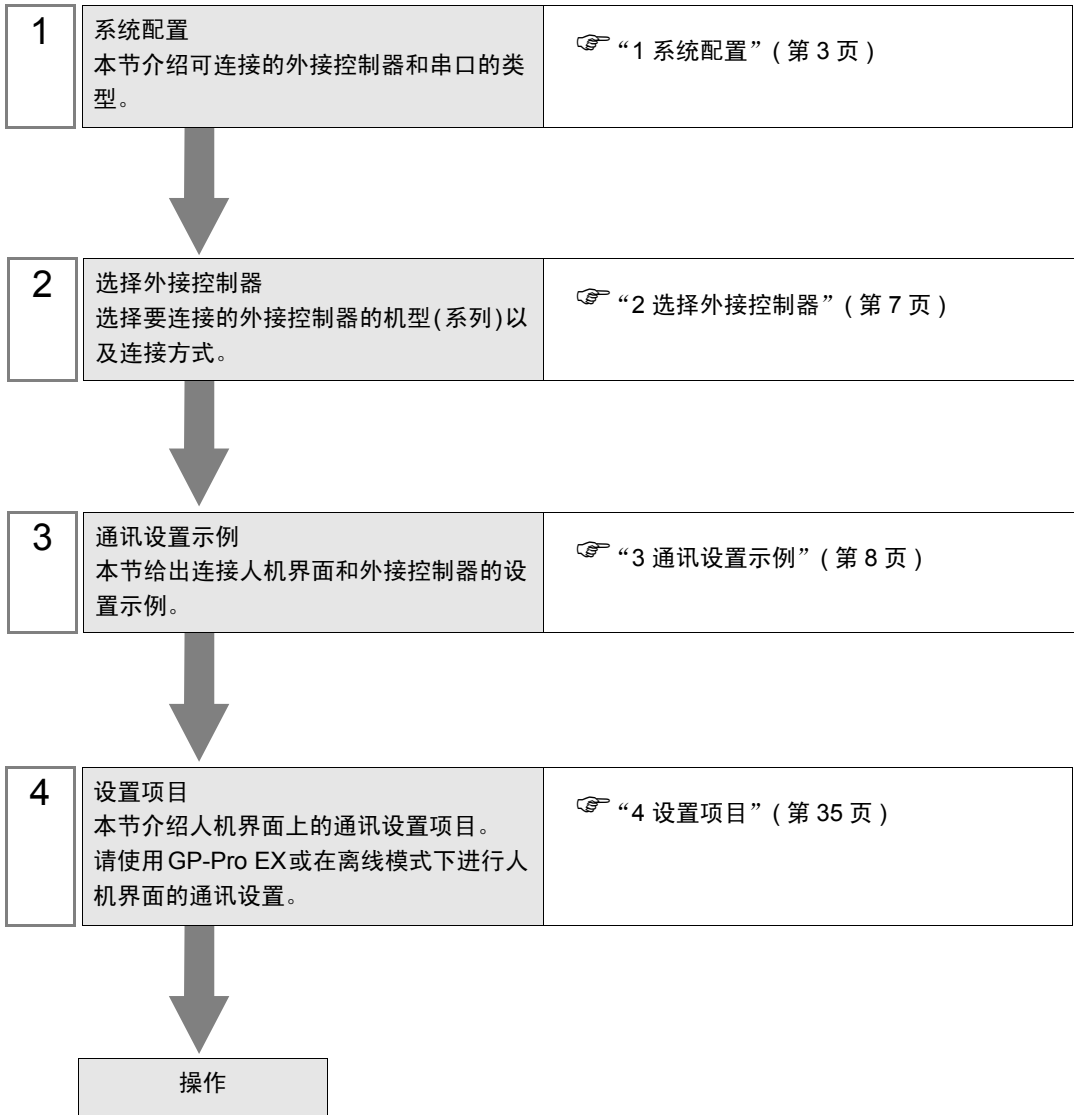 1
系统配置
本节介绍可连接的外接控制器和串口的类
型。
“1 系统配置” ( 第 3 页 )
2
选择外接控制器
选择要连接的外接控制器的机型(系列)以
及连接方式。
“2 选择外接控制器” ( 第 7 页 )
3
通讯设置示例
本节给出连接人机界面和外接控制器的设
置示例。
“3 通讯设置示例” ( 第 8 页 )
4
设置项目
本节介绍人机界面上的通讯设置项目。
请使用GP-Pro EX或在离线模式下进行人
机界面的通讯设置。
“4 设置项目” ( 第 35 页 )
操作